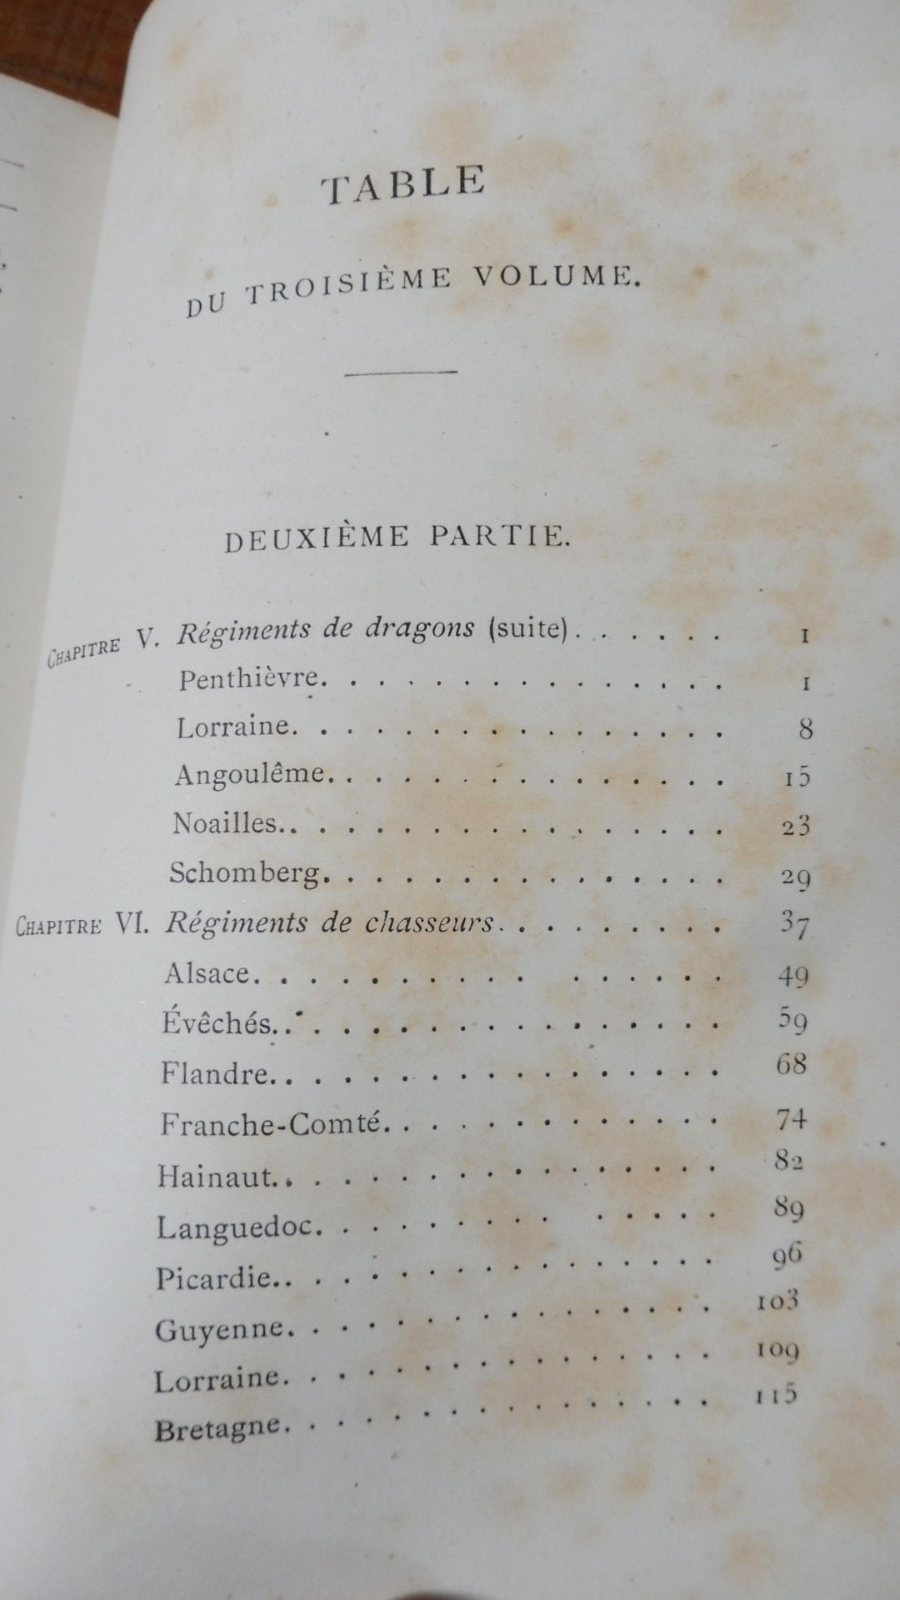 TABLE
DU TROISIÈME VOLUME.
DEUXIÈME PARTIE.
CHAPITRE V. Régiments de dragons (suite). . . . . . 1
Penthièvre. . . . . . . . . . . . . . . 1
Lorraine. . . . . . . . . . . . . . . . 8
Angoulême. . . . . . . . . . . . . . . 15
Noailles. . . . . . . . . . . . . . . . . 23
Schomberg. . . . . . . . . . . . . . . 29
CHAPITRE VI. Régiments de chasseurs. . . . . . . . . 37
Alsace. . . . . . . . . . . . . . . . . 49
Évêchés. . . . . . . . . . . . . . . . . 59
Flandre. . . . . . . . . . . . . . . . . 68
Franche-Comté. . . . . . . . . . . . . 74
Hainaut. . . . . . . . . . . . . . . . . 82
Languedoc. . . . . . . . . . . . . . . 89
Picardie. . . . . . . . . . . . . . . . . 96
Guyenne. . . . . . . . . . . . . . . . 103
Lorraine. . . . . . . . . . . . . . . . 109
Bretagne. . . . . . . . . . . . . . . . 115